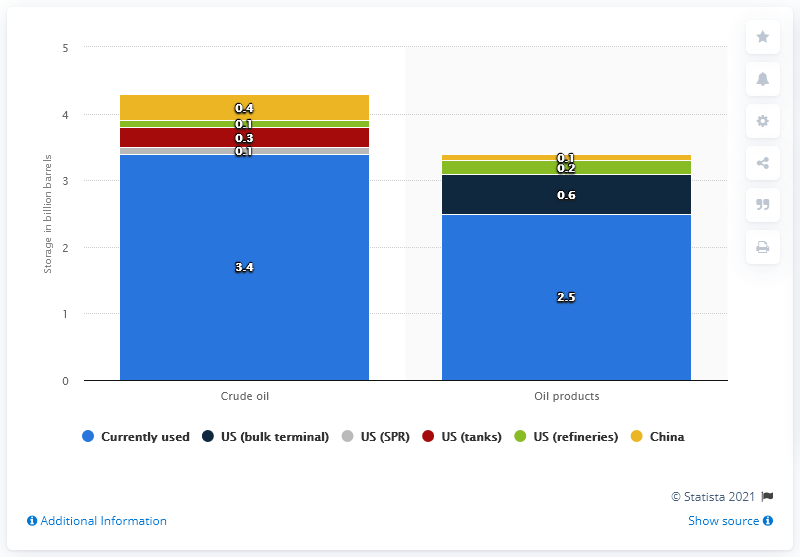 5
4
3
2
1
0
Storage in billion barrels
0.4
0.1
0.3
0.1
3.4
0.1
0.2
0.6
2.5
Crude oil
Oil products
Currently used US (bulk terminal) US (SPR) US (tanks) US (refineries) China
© Statista 2021
Additional Information
Show source